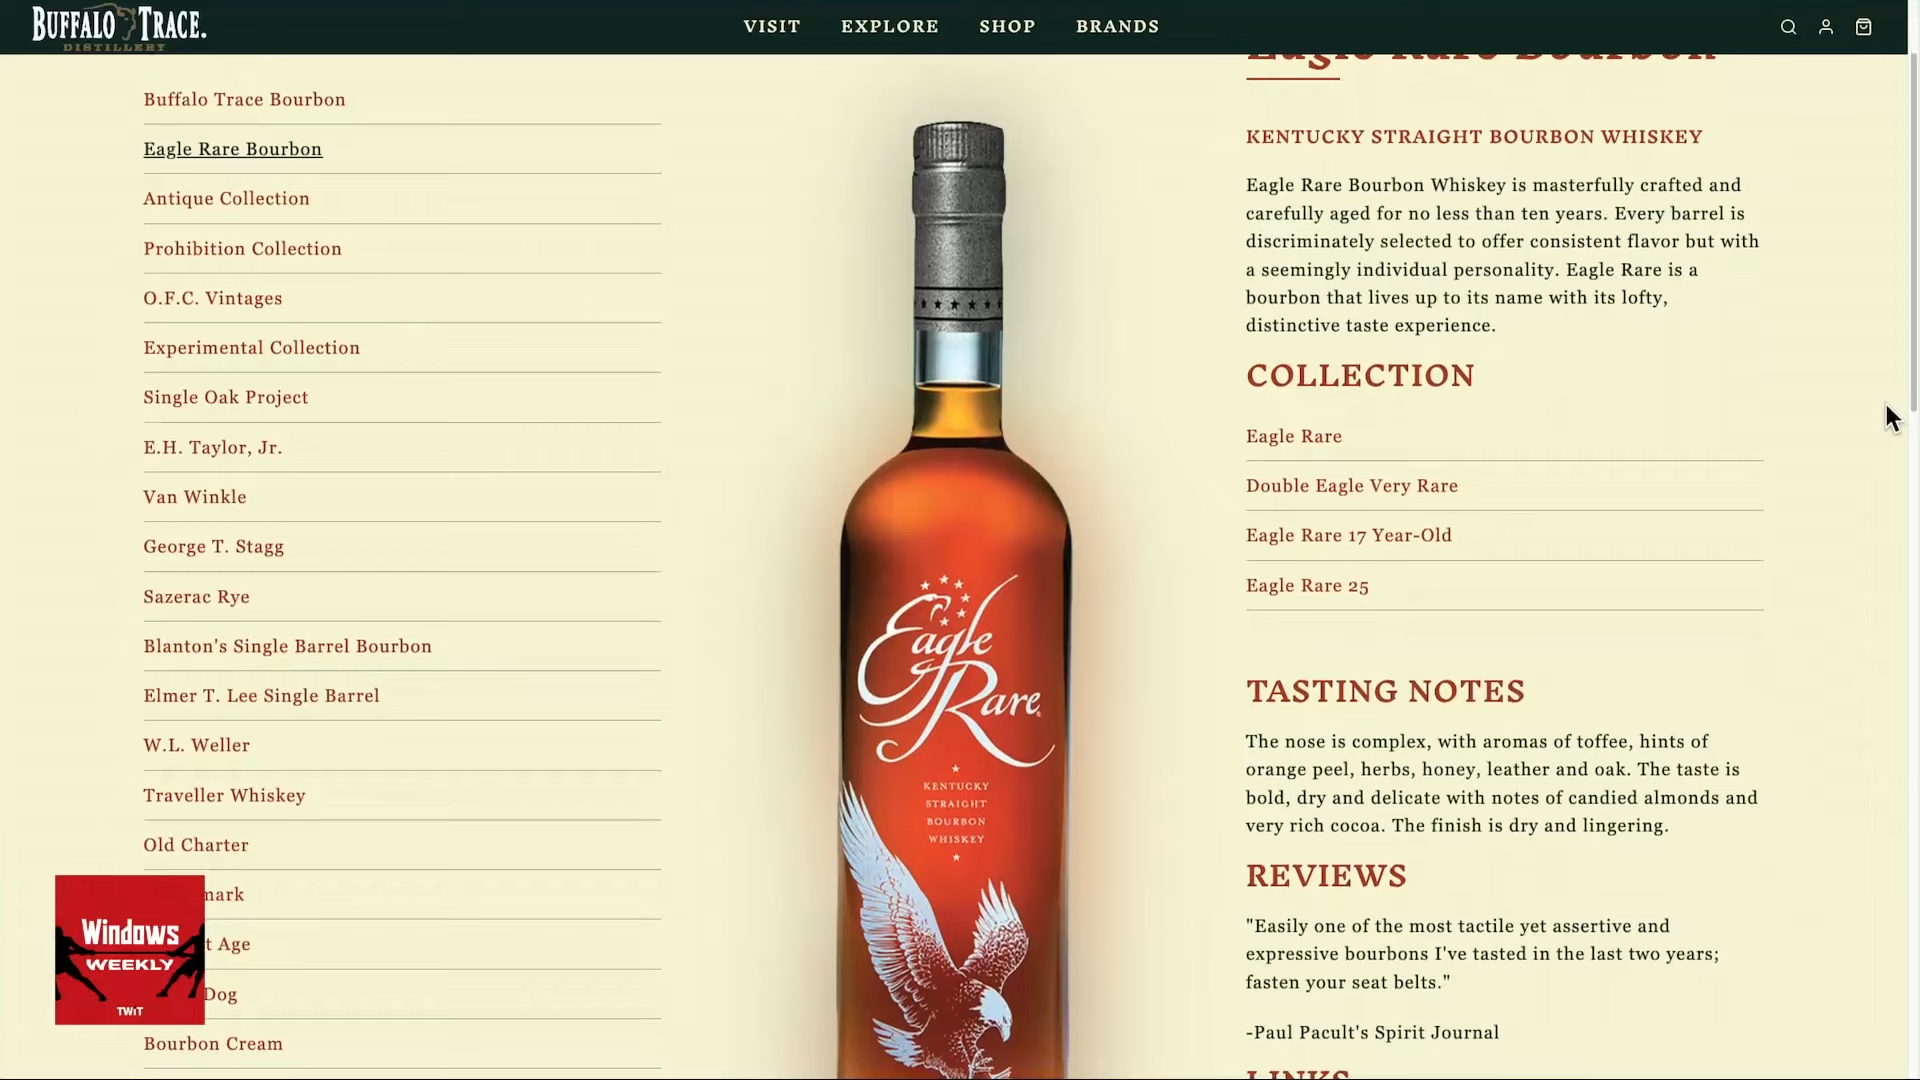 BUFFALO TRACE.
DISTILLERY
VISIT
EXPLORE
SHOP
BRANDS
Buffalo Trace Bourbon
Eagle Rare Bourbon
Antique Collection
Prohibition Collection
O.F.C. Vintages
Experimental Collection
Single Oak Project
E.H. Taylor, Jr.
Van Winkle
George T. Stagg
Sazerac Rye
Blanton's Single Barrel Bourbon
Elmer T. Lee Single Barrel
W.L. Weller
Traveller Whiskey
Old Charter
mark
t Age
Dog
Bourbon Cream
Windows
WEEKLY
TWiT
Eagle
Rare
KENTUCKY
STRAIGHT
BOURBON
WHISKEY
Eagle Rare Bourbon
KENTUCKY STRAIGHT BOURBON WHISKEY
Eagle Rare Bourbon Whiskey is masterfully crafted and
carefully aged for no less than ten years. Every barrel is
discriminately selected to offer consistent flavor but with
a seemingly individual personality. Eagle Rare is a
bourbon that lives up to its name with its lofty,
distinctive taste experience.
COLLECTION
Eagle Rare
Double Eagle Very Rare
Eagle Rare 17 Year-Old
Eagle Rare 25
TASTING NOTES
The nose is complex, with aromas of toffee, hints of
orange peel, herbs, honey, leather and oak. The taste is
bold, dry and delicate with notes of candied almonds and
very rich cocoa. The finish is dry and lingering.
REVIEWS
"Easily one of the most tactile yet assertive and
expressive bourbons I've tasted in the last two years;
fasten your seat belts."
-Paul Pacult's Spirit Journal
LINKS